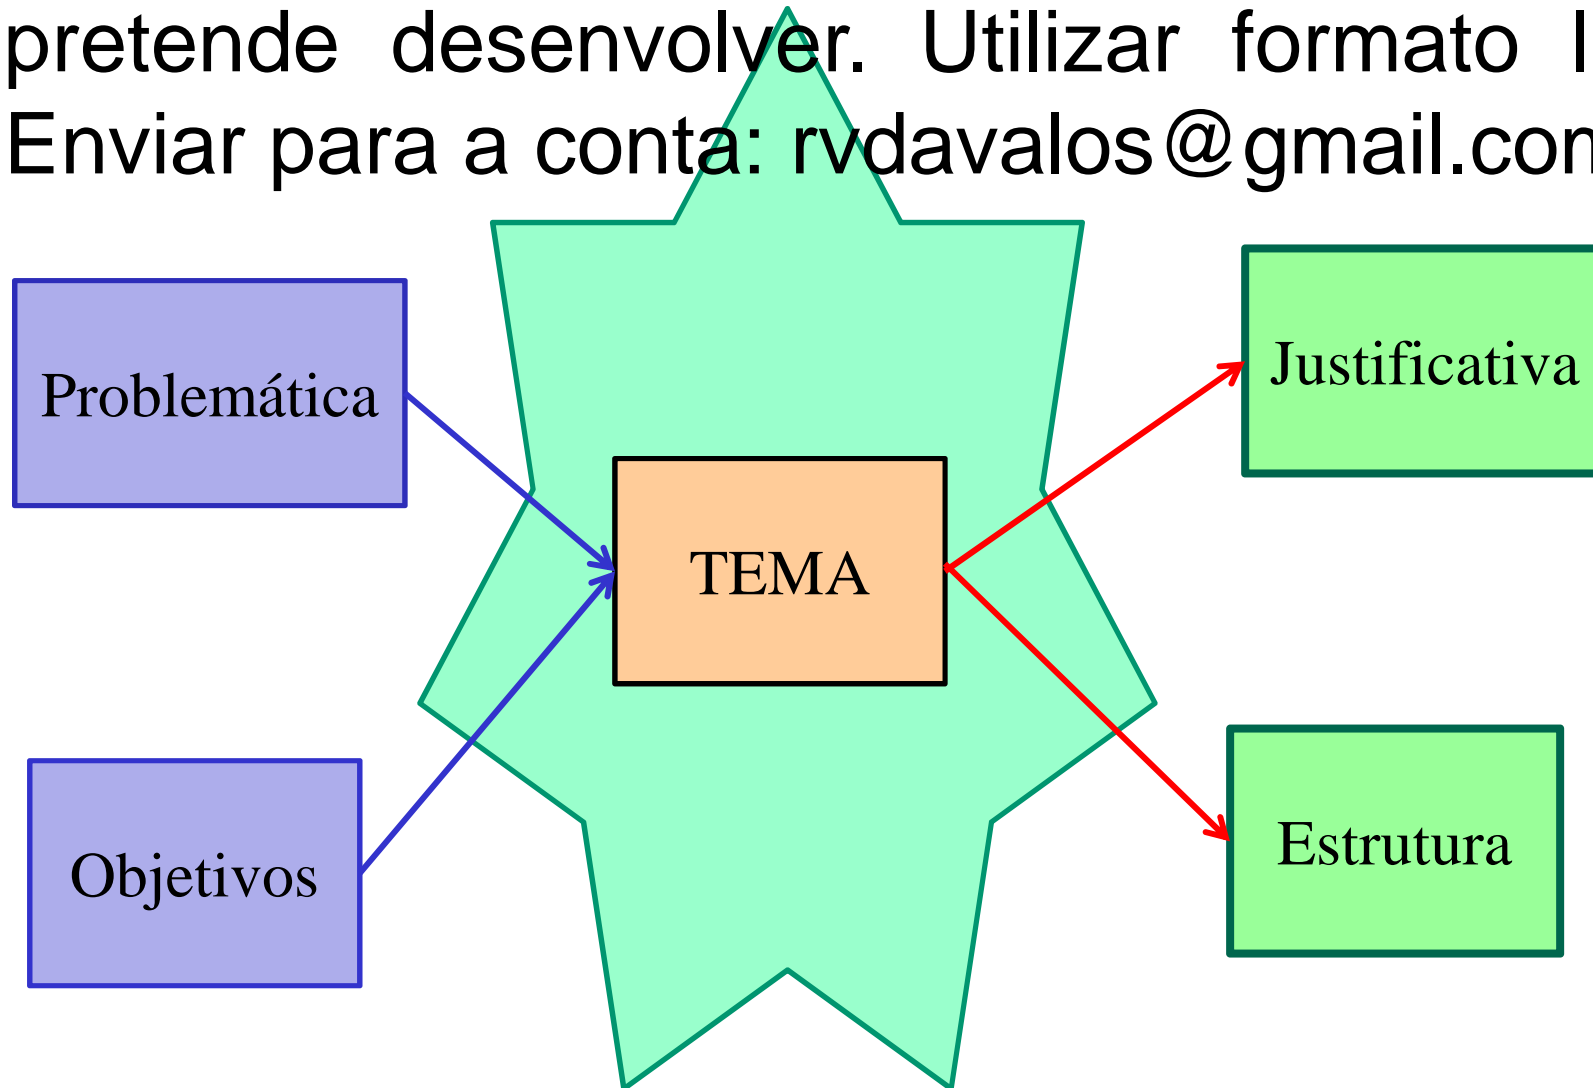 pretende desenvolver. Utilizar formato
Enviar para a conta: rvdavalos@gmail.com
Problemática
Justificativa
TEMA
Objetivos
Estrutura